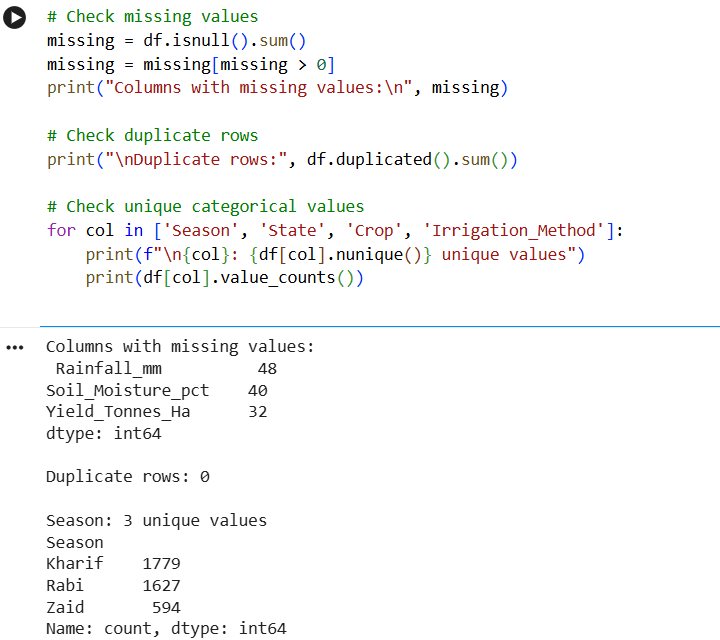 # Check missing values
missing = df.isnull().sum()
missing = missing[missing > 0]
print("Columns with missing values:\n", missing)

# Check duplicate rows
print("\nDuplicate rows:", df.duplicated().sum())

# Check unique categorical values
for col in ['Season', 'State', 'Crop', 'Irrigation_Method']:
    print(f"\n{col}: {df[col].nunique()} unique values")
    print(df[col].value_counts())

Columns with missing values:
 Rainfall_mm          48
Soil_Moisture_pct    40
Yield_Tonnes_Ha      32
dtype: int64

Duplicate rows: 0

Season: 3 unique values
Season
Kharif    1779
Rabi      1627
Zaid       594
Name: count, dtype: int64